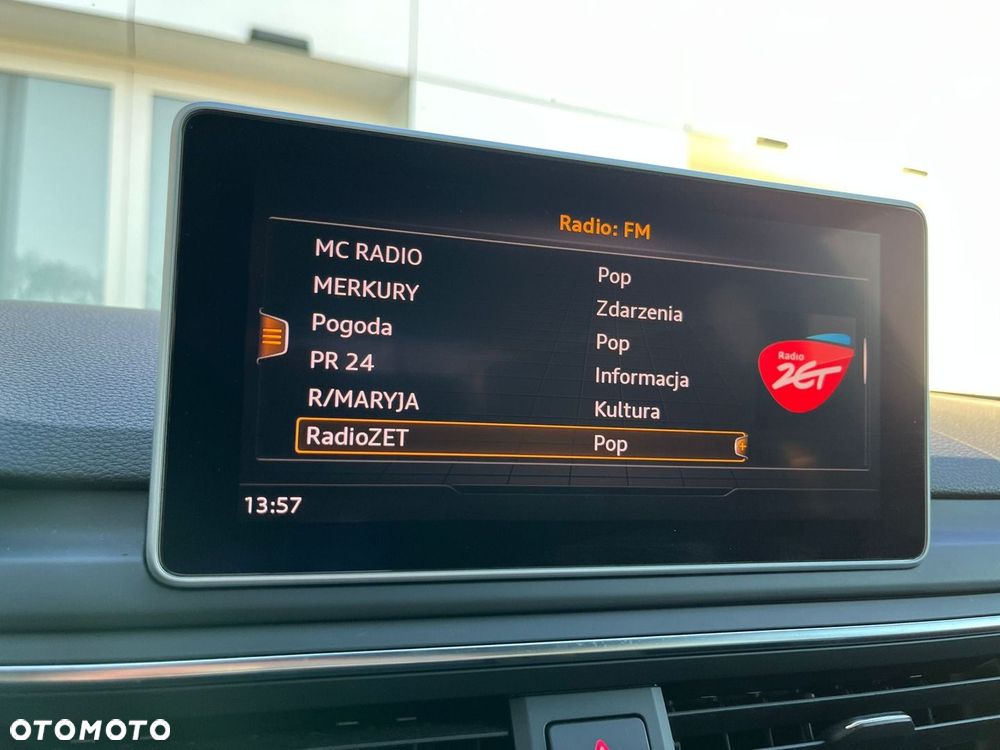 Radio: FM
MC RADIO Pop
MERKURY Zdarzenia
Pogoda Pop
PR 24 Informacja
R/MARYJA Kultura
RadioZET Pop
Radio
ZET
13:57
OTOMOTO